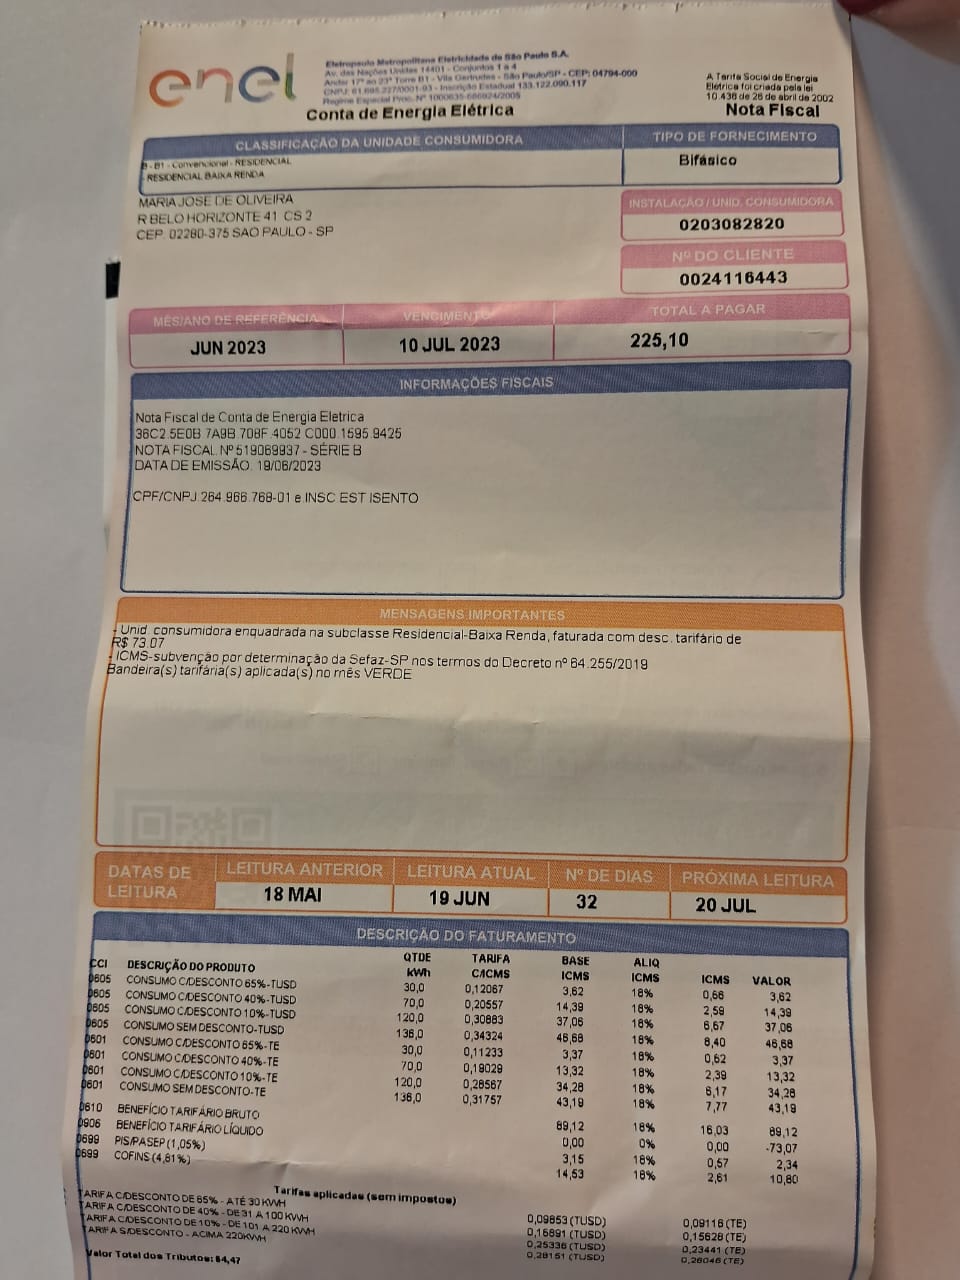 enel
Eletropaulo Metropolitana Eletricidade de São Paulo S.A.
Av. das Nações Unidas 14401 - Conjuntos 1 a 4
Andar 17º ao 23º Torre B1 - Vila Gertrudes - São Paulo/SP - CEP: 04794-000
CNPJ: 61.695.227/0001-93 - Inscrição Estadual 133.122.090.117
Regime Especial Proc. Nº
Conta de Energia Elétrica
A Tarifa Social de Energia
Elétrica foi criada pela lei
10.438 de 26 de abril de 2002
Nota Fiscal
CLASSIFICAÇÃO DA UNIDADE CONSUMIDORA
B - B1 - Convencional - RESIDENCIAL
- RESIDENCIAL BAIXA RENDA
TIPO DE FORNECIMENTO
Bifásico
MARIA JOSE DE OLIVEIRA
R BELO HORIZONTE 41 CS 2
CEP: 02280-375 SAO PAULO - SP
INSTALAÇÃO / UNID. CONSUMIDORA
0203082820
Nº DO CLIENTE
0024116443
MÊS/ANO DE REFERÊNCIA VENCIMENTO TOTAL A PAGAR
JUN 2023 10 JUL 2023 225,10
INFORMAÇÕES FISCAIS
Nota Fiscal de Conta de Energia Eletrica
36C2.5E0B.7A9B.708F.4052.C000.1595.9425
NOTA FISCAL Nº 519069937 - SÉRIE B
DATA DE EMISSÃO: 19/06/2023
CPF/CNPJ:264.966.768-01 e INSC EST ISENTO
MENSAGENS IMPORTANTES
- Unid. consumidora enquadrada na subclasse Residencial-Baixa Renda, faturada com desc. tarifário de
R$ 73,07
- ICMS-subvenção por determinação da Sefaz-SP nos termos do Decreto nº 64.255/2019
Bandeira(s) tarifária(s) aplicada(s) no mês VERDE
DATAS DE LEITURA LEITURA ANTERIOR LEITURA ATUAL Nº DE DIAS PRÓXIMA LEITURA
18 MAI 19 JUN 32 20 JUL
DESCRIÇÃO DO FATURAMENTO
CCI DESCRIÇÃO DO PRODUTO QTDE kWh TARIFA C/ICMS BASE ICMS ALIQ ICMS ICMS VALOR
0605 CONSUMO C/DESCONTO 65%-TUSD 30,0 0,12067 3,62 18% 0,66 3,62
0605 CONSUMO C/DESCONTO 40%-TUSD 70,0 0,20557 14,39 18% 2,59 14,39
0605 CONSUMO C/DESCONTO 10%-TUSD 120,0 0,30883 37,06 18% 6,67 37,06
0605 CONSUMO SEM DESCONTO-TUSD 136,0 0,34324 46,68 18% 8,40 46,68
0601 CONSUMO C/DESCONTO 65%-TE 30,0 0,11233 3,37 18% 0,62 3,37
0601 CONSUMO C/DESCONTO 40%-TE 70,0 0,19029 13,32 18% 2,39 13,32
0601 CONSUMO C/DESCONTO 10%-TE 120,0 0,28567 34,28 18% 6,17 34,28
0601 CONSUMO SEM DESCONTO-TE 136,0 0,31757 43,19 18% 7,77 43,19
0610 BENEFÍCIO TARIFÁRIO BRUTO 89,12 18% 16,03 89,12
0906 BENEFÍCIO TARIFÁRIO LÍQUIDO 0,00 0% 0,00 -73,07
0699 PIS/PASEP (1,05%) 3,15 18% 0,57 2,34
0699 COFINS (4,81%) 14,53 18% 2,61 10,80
Tarifas aplicadas (sem impostos)
TARIFA C/DESCONTO DE 65% - ATÉ 30 KWH 0,09853 (TUSD) 0,09116 (TE)
TARIFA C/DESCONTO DE 40% - DE 31 A 100 KWH 0,16891 (TUSD) 0,15628 (TE)
TARIFA C/DESCONTO DE 10% - DE 101 A 220 KWH 0,25336 (TUSD) 0,23441 (TE)
TARIFA S/DESCONTO - ACIMA 220KWH 0,28151 (TUSD) 0,26046 (TE)
Valor Total dos Tributos: 64,47